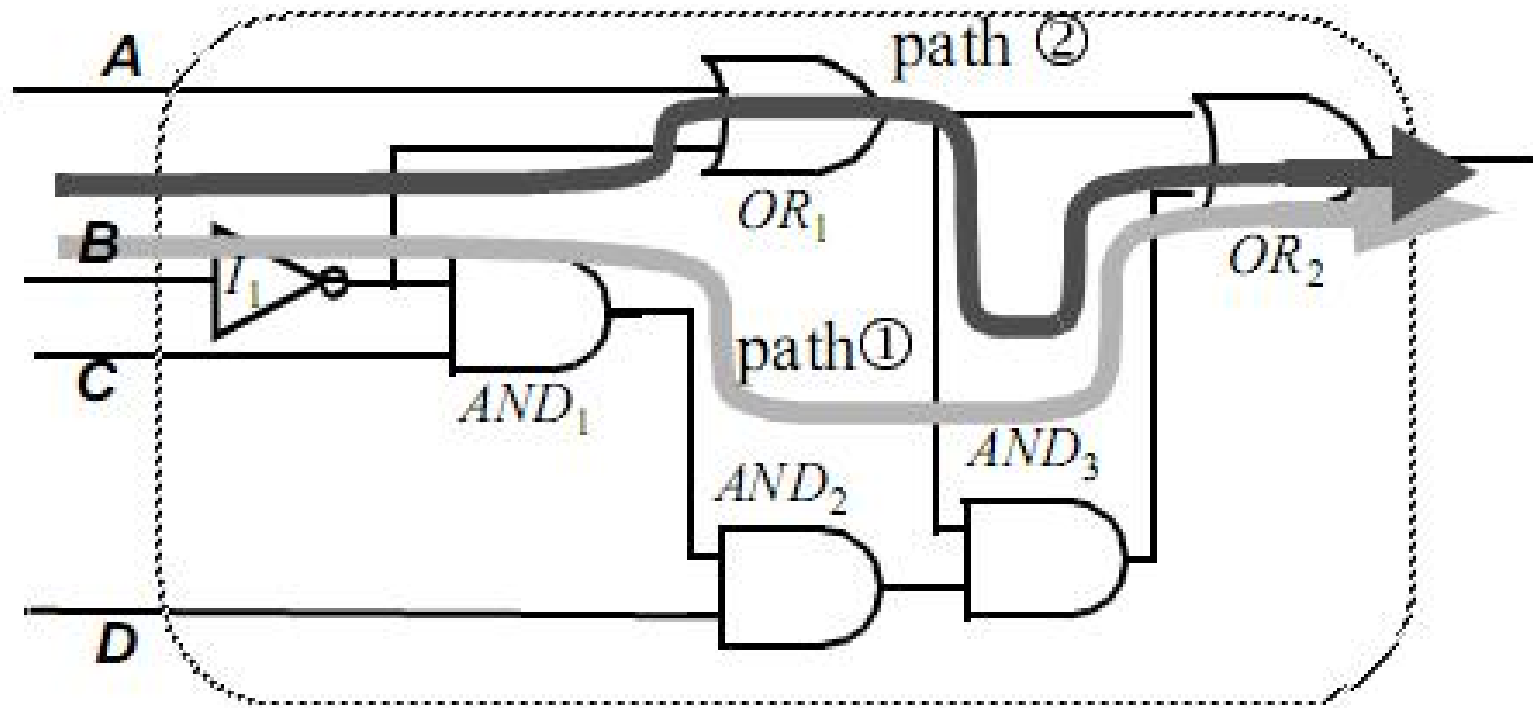 A
path ②
OR₁
B
I₁
OR₂
path①
C
AND₁
AND₃
AND₂
D